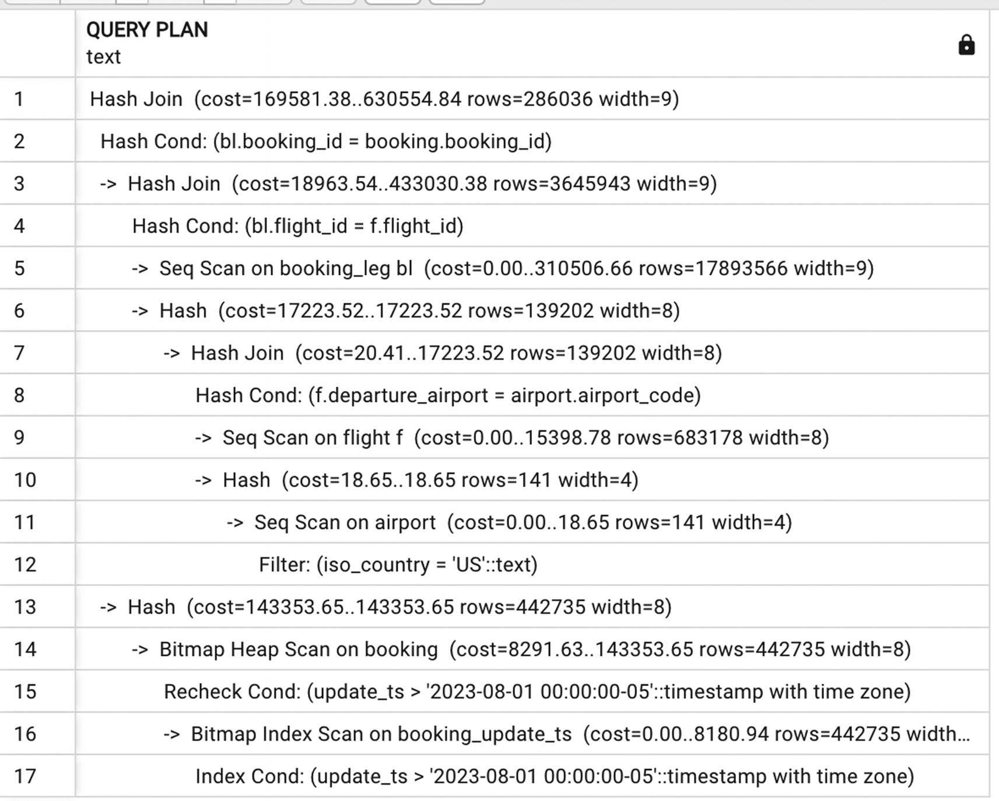 QUERY PLAN
text
1 Hash Join (cost=169581.38..630554.84 rows=286036 width=9)
2 Hash Cond: (bl.booking_id = booking.booking_id)
3 -> Hash Join (cost=18963.54..433030.38 rows=3645943 width=9)
4 Hash Cond: (bl.flight_id = f.flight_id)
5 -> Seq Scan on booking_leg bl (cost=0.00..310506.66 rows=17893566 width=9)
6 -> Hash (cost=17223.52..17223.52 rows=139202 width=8)
7 -> Hash Join (cost=20.41..17223.52 rows=139202 width=8)
8 Hash Cond: (f.departure_airport = airport.airport_code)
9 -> Seq Scan on flight f (cost=0.00..15398.78 rows=683178 width=8)
10 -> Hash (cost=18.65..18.65 rows=141 width=4)
11 -> Seq Scan on airport (cost=0.00..18.65 rows=141 width=4)
12 Filter: (iso_country = 'US'::text)
13 -> Hash (cost=143353.65..143353.65 rows=442735 width=8)
14 -> Bitmap Heap Scan on booking (cost=8291.63..143353.65 rows=442735 width=8)
15 Recheck Cond: (update_ts > '2023-08-01 00:00:00-05'::timestamp with time zone)
16 -> Bitmap Index Scan on booking_update_ts (cost=0.00..8180.94 rows=442735 width...
17 Index Cond: (update_ts > '2023-08-01 00:00:00-05'::timestamp with time zone)